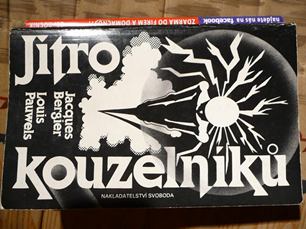 ZDARMA DO FIREM A DOMÁCNOSTÍ
najdete nás na facebook
Jitro
kouzelníků
Jacques
Bergier
Louis
Pauwels
NAKLADATELSTVÍ SVOBODA